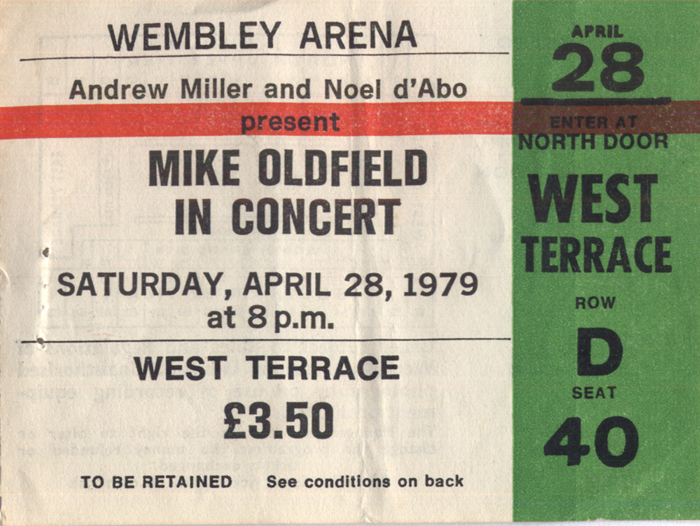 WEMBLEY ARENA
Andrew Miller and Noel d'Abo
present
MIKE OLDFIELD
IN CONCERT
SATURDAY, APRIL 28, 1979
at 8 p.m.
WEST TERRACE
£3.50
TO BE RETAINED See conditions on back
APRIL
28
ENTER AT
NORTH DOOR
WEST
TERRACE
ROW
D
SEAT
40